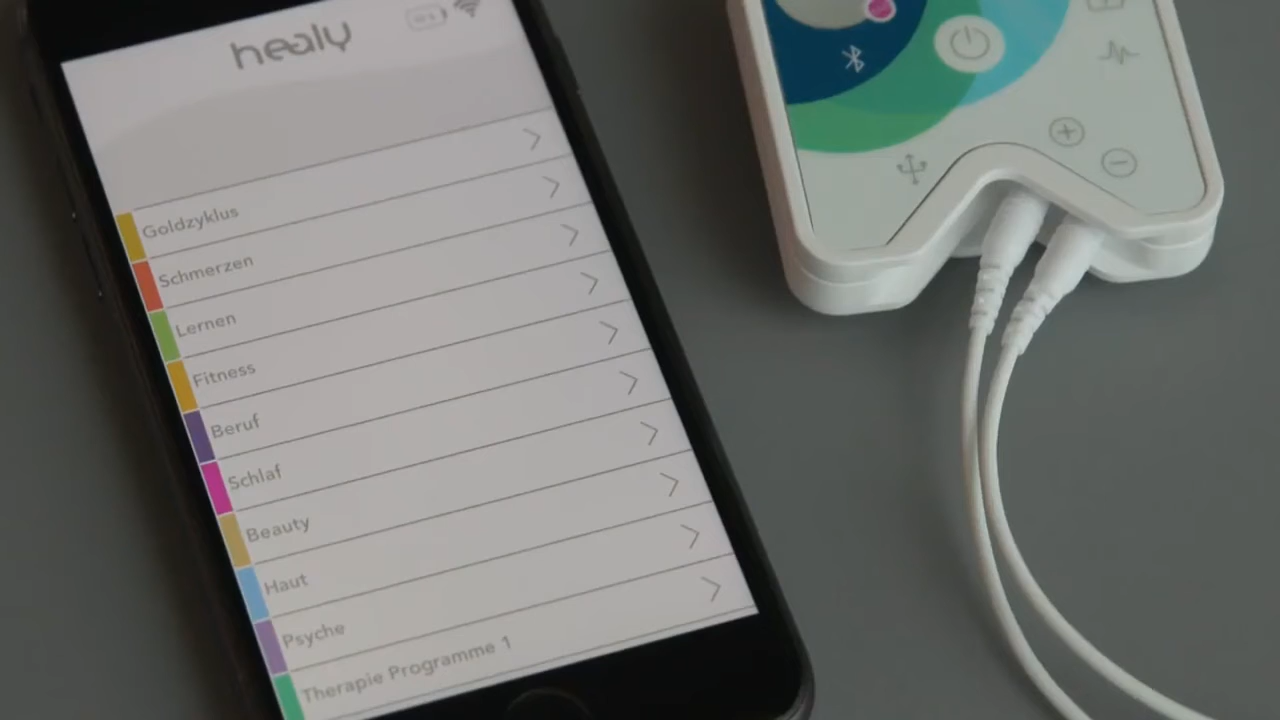 healy
Goldzyklus
Schmerzen
Lernen
Fitness
Beruf
Schlaf
Beauty
Haut
Psyche
Therapie Programme 1